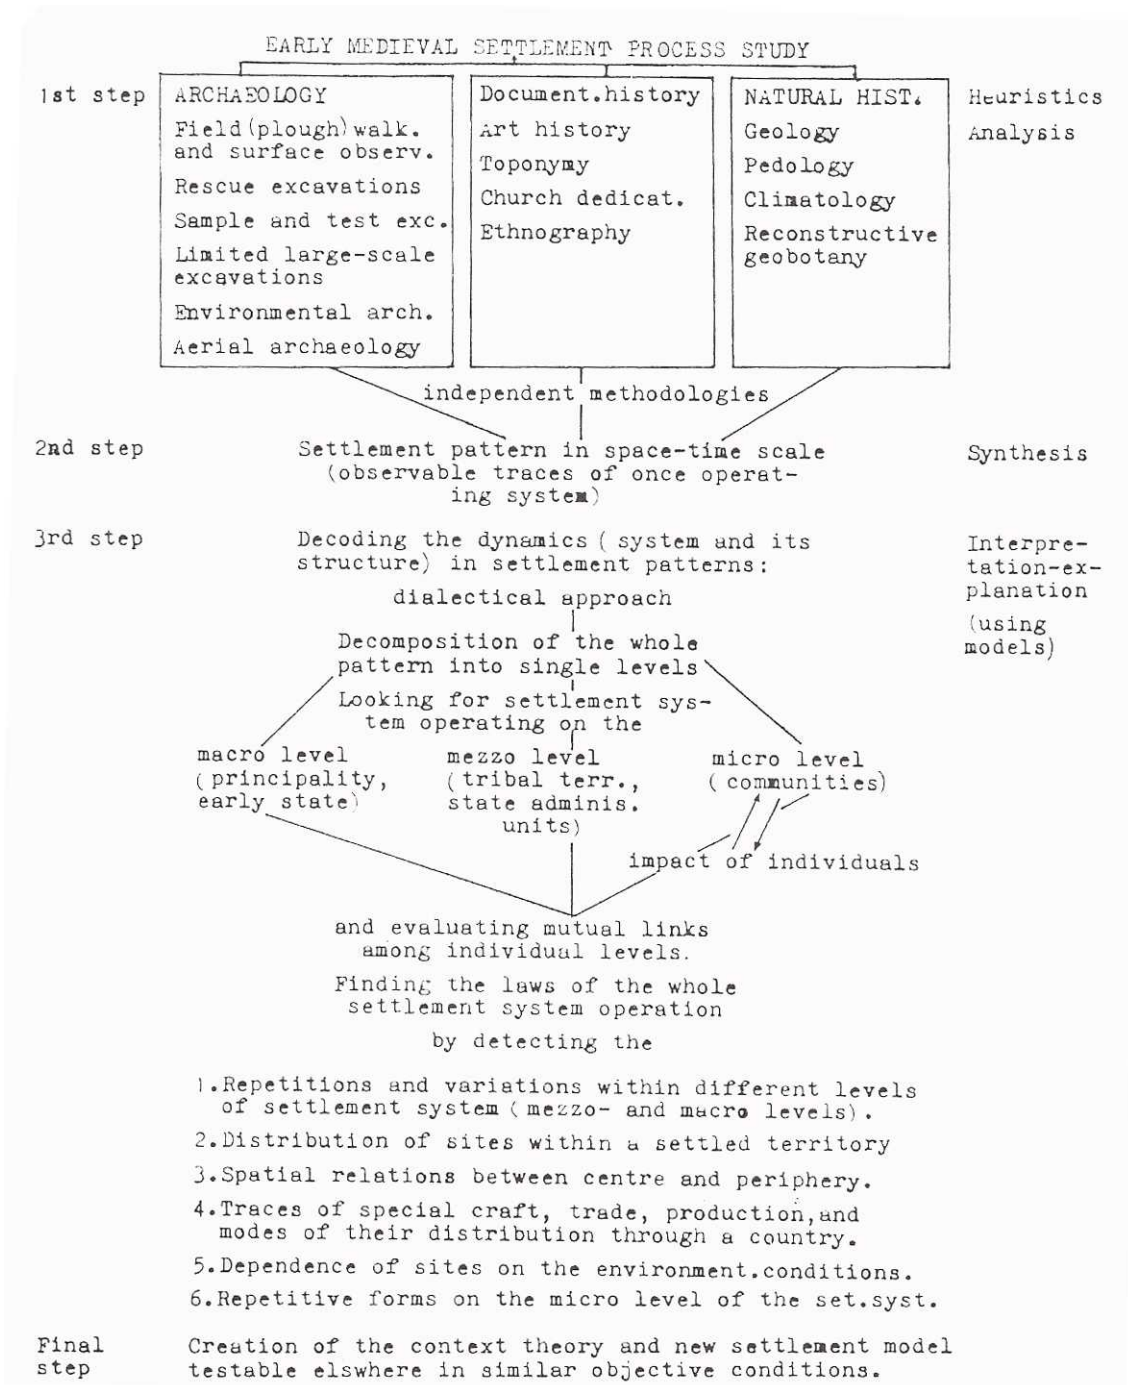 EARLY MEDIEVAL SETTLEMENT PROCESS STUDY
1st step
ARCHAEOLOGY
Field(plough)walk.
and surface observ.
Rescue excavations
Sample and test exc.
Limited large-scale
excavations
Environmental arch.
Aerial archaeology
Document.history
Art history
Toponymy
Church dedicat.
Ethnography
NATURAL HIST.
Geology
Pedology
Climatology
Reconstructive
geobotany
Heuristics
Analysis
independent methodologies
2nd step
Settlement pattern in space-time scale
(observable traces of once operat-
ing system)
Synthesis
3rd step
Decoding the dynamics ( system and its
structure) in settlement patterns:
dialectical approach
Interpre-
tation-ex-
planation
(using
models)
Decomposition of the whole
pattern into single levels
Looking for settlement sys-
tem operating on the
macro level
(principality,
early state)
mezzo level
(tribal terr.,
state adminis.
units)
micro level
( communities)
impact of individuals
and evaluating mutual links
among individual levels.
Finding the laws of the whole
settlement system operation
by detecting the
1.Repetitions and variations within different levels
of settlement system ( mezzo- and macro levels).
2.Distribution of sites within a settled territory
3.Spatial relations between centre and periphery.
4.Traces of special craft, trade, production,and
modes of their distribution through a country.
5.Dependence of sites on the environment.conditions.
6.Repetitive forms on the micro level of the set.syst.
Final
step
Creation of the context theory and new settlement model
testable elswhere in similar objective conditions.